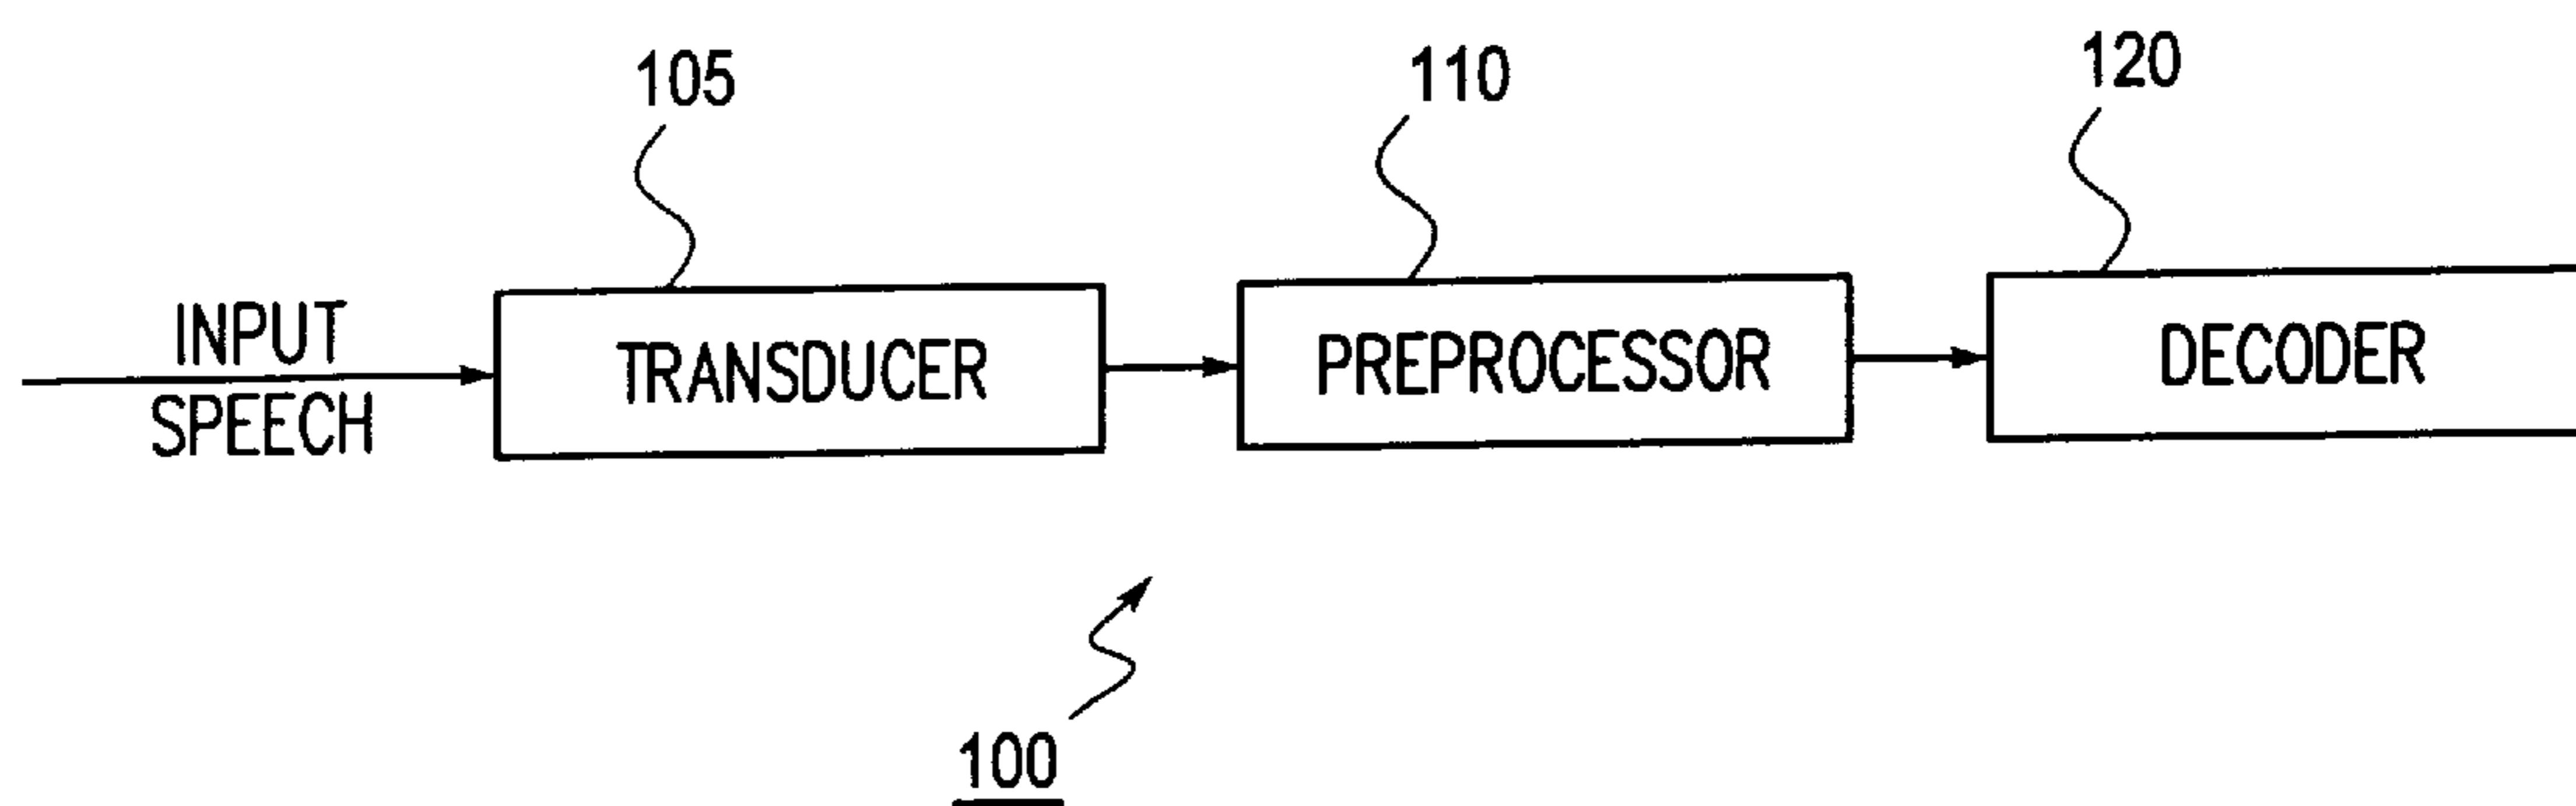 105
110
120
INPUT
SPEECH
TRANSDUCER
PREPROCESSOR
DECODER
100